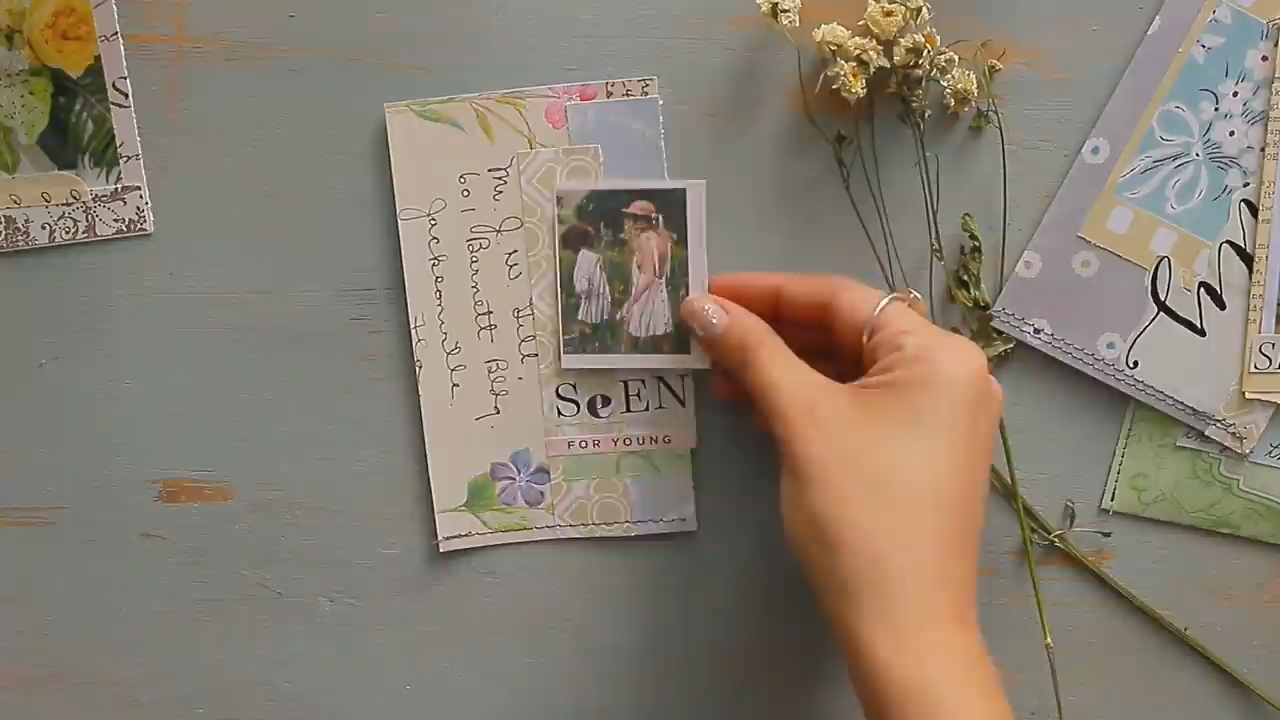 Mr. J. W. Hill.
601 Barnett Bldg.
Jacksonville.
Fla
SeEN
FOR YOUNG